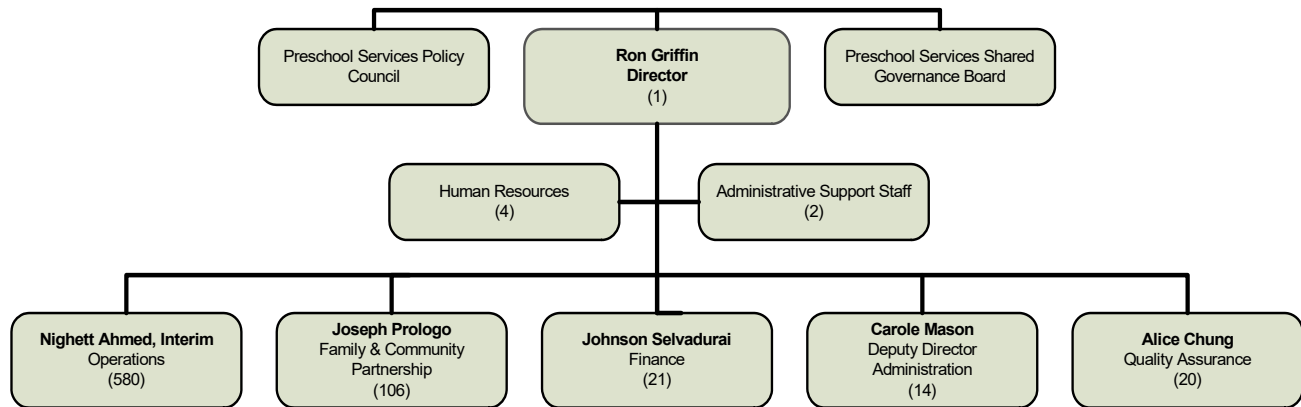 Preschool Services Policy
Council
Ron Griffin
Director
(1)
Preschool Services Shared
Governance Board
Human Resources
(4)
Administrative Support Staff
(2)
Nighett Ahmed, Interim
Operations
(580)
Joseph Prologo
Family & Community
Partnership
(106)
Johnson Selvadurai
Finance
(21)
Carole Mason
Deputy Director
Administration
(14)
Alice Chung
Quality Assurance
(20)